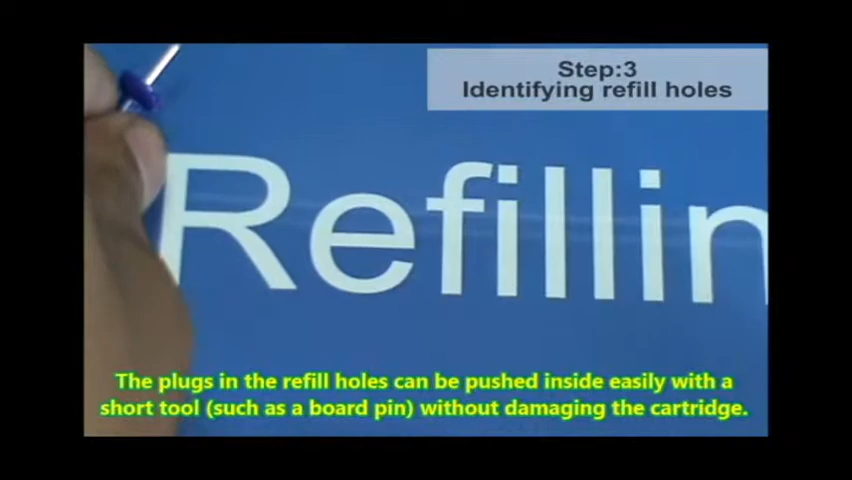 Step:3
Identifying refill holes
Refillin
The plugs in the refill holes can be pushed inside easily with a
short tool (such as a board pin) without damaging the cartridge.